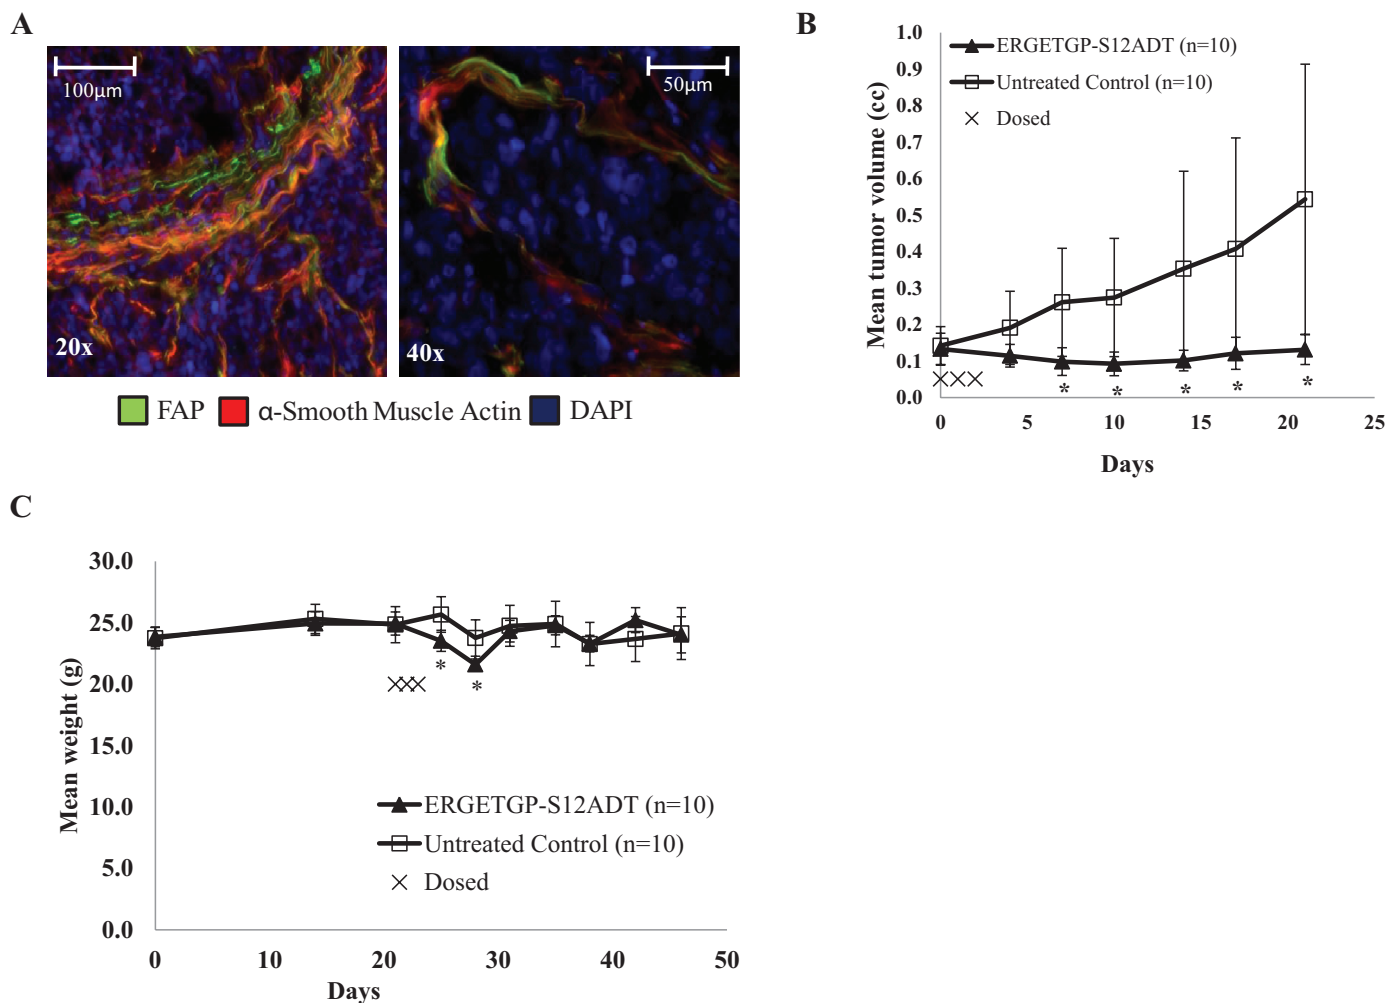 A
100µm
20x
50µm
40x
FAP α-Smooth Muscle Actin DAPI
B
Mean tumor volume (cc)
1.0
0.9
0.8
0.7
0.6
0.5
0.4
0.3
0.2
0.1
0.0
ERGETGP-S12ADT (n=10)
Untreated Control (n=10)
Dosed
* * * * *
0 5 10 15 20 25
Days
C
Mean weight (g)
30.0
25.0
20.0
15.0
10.0
5.0
0.0
* *
ERGETGP-S12ADT (n=10)
Untreated Control (n=10)
Dosed
0 10 20 30 40 50
Days